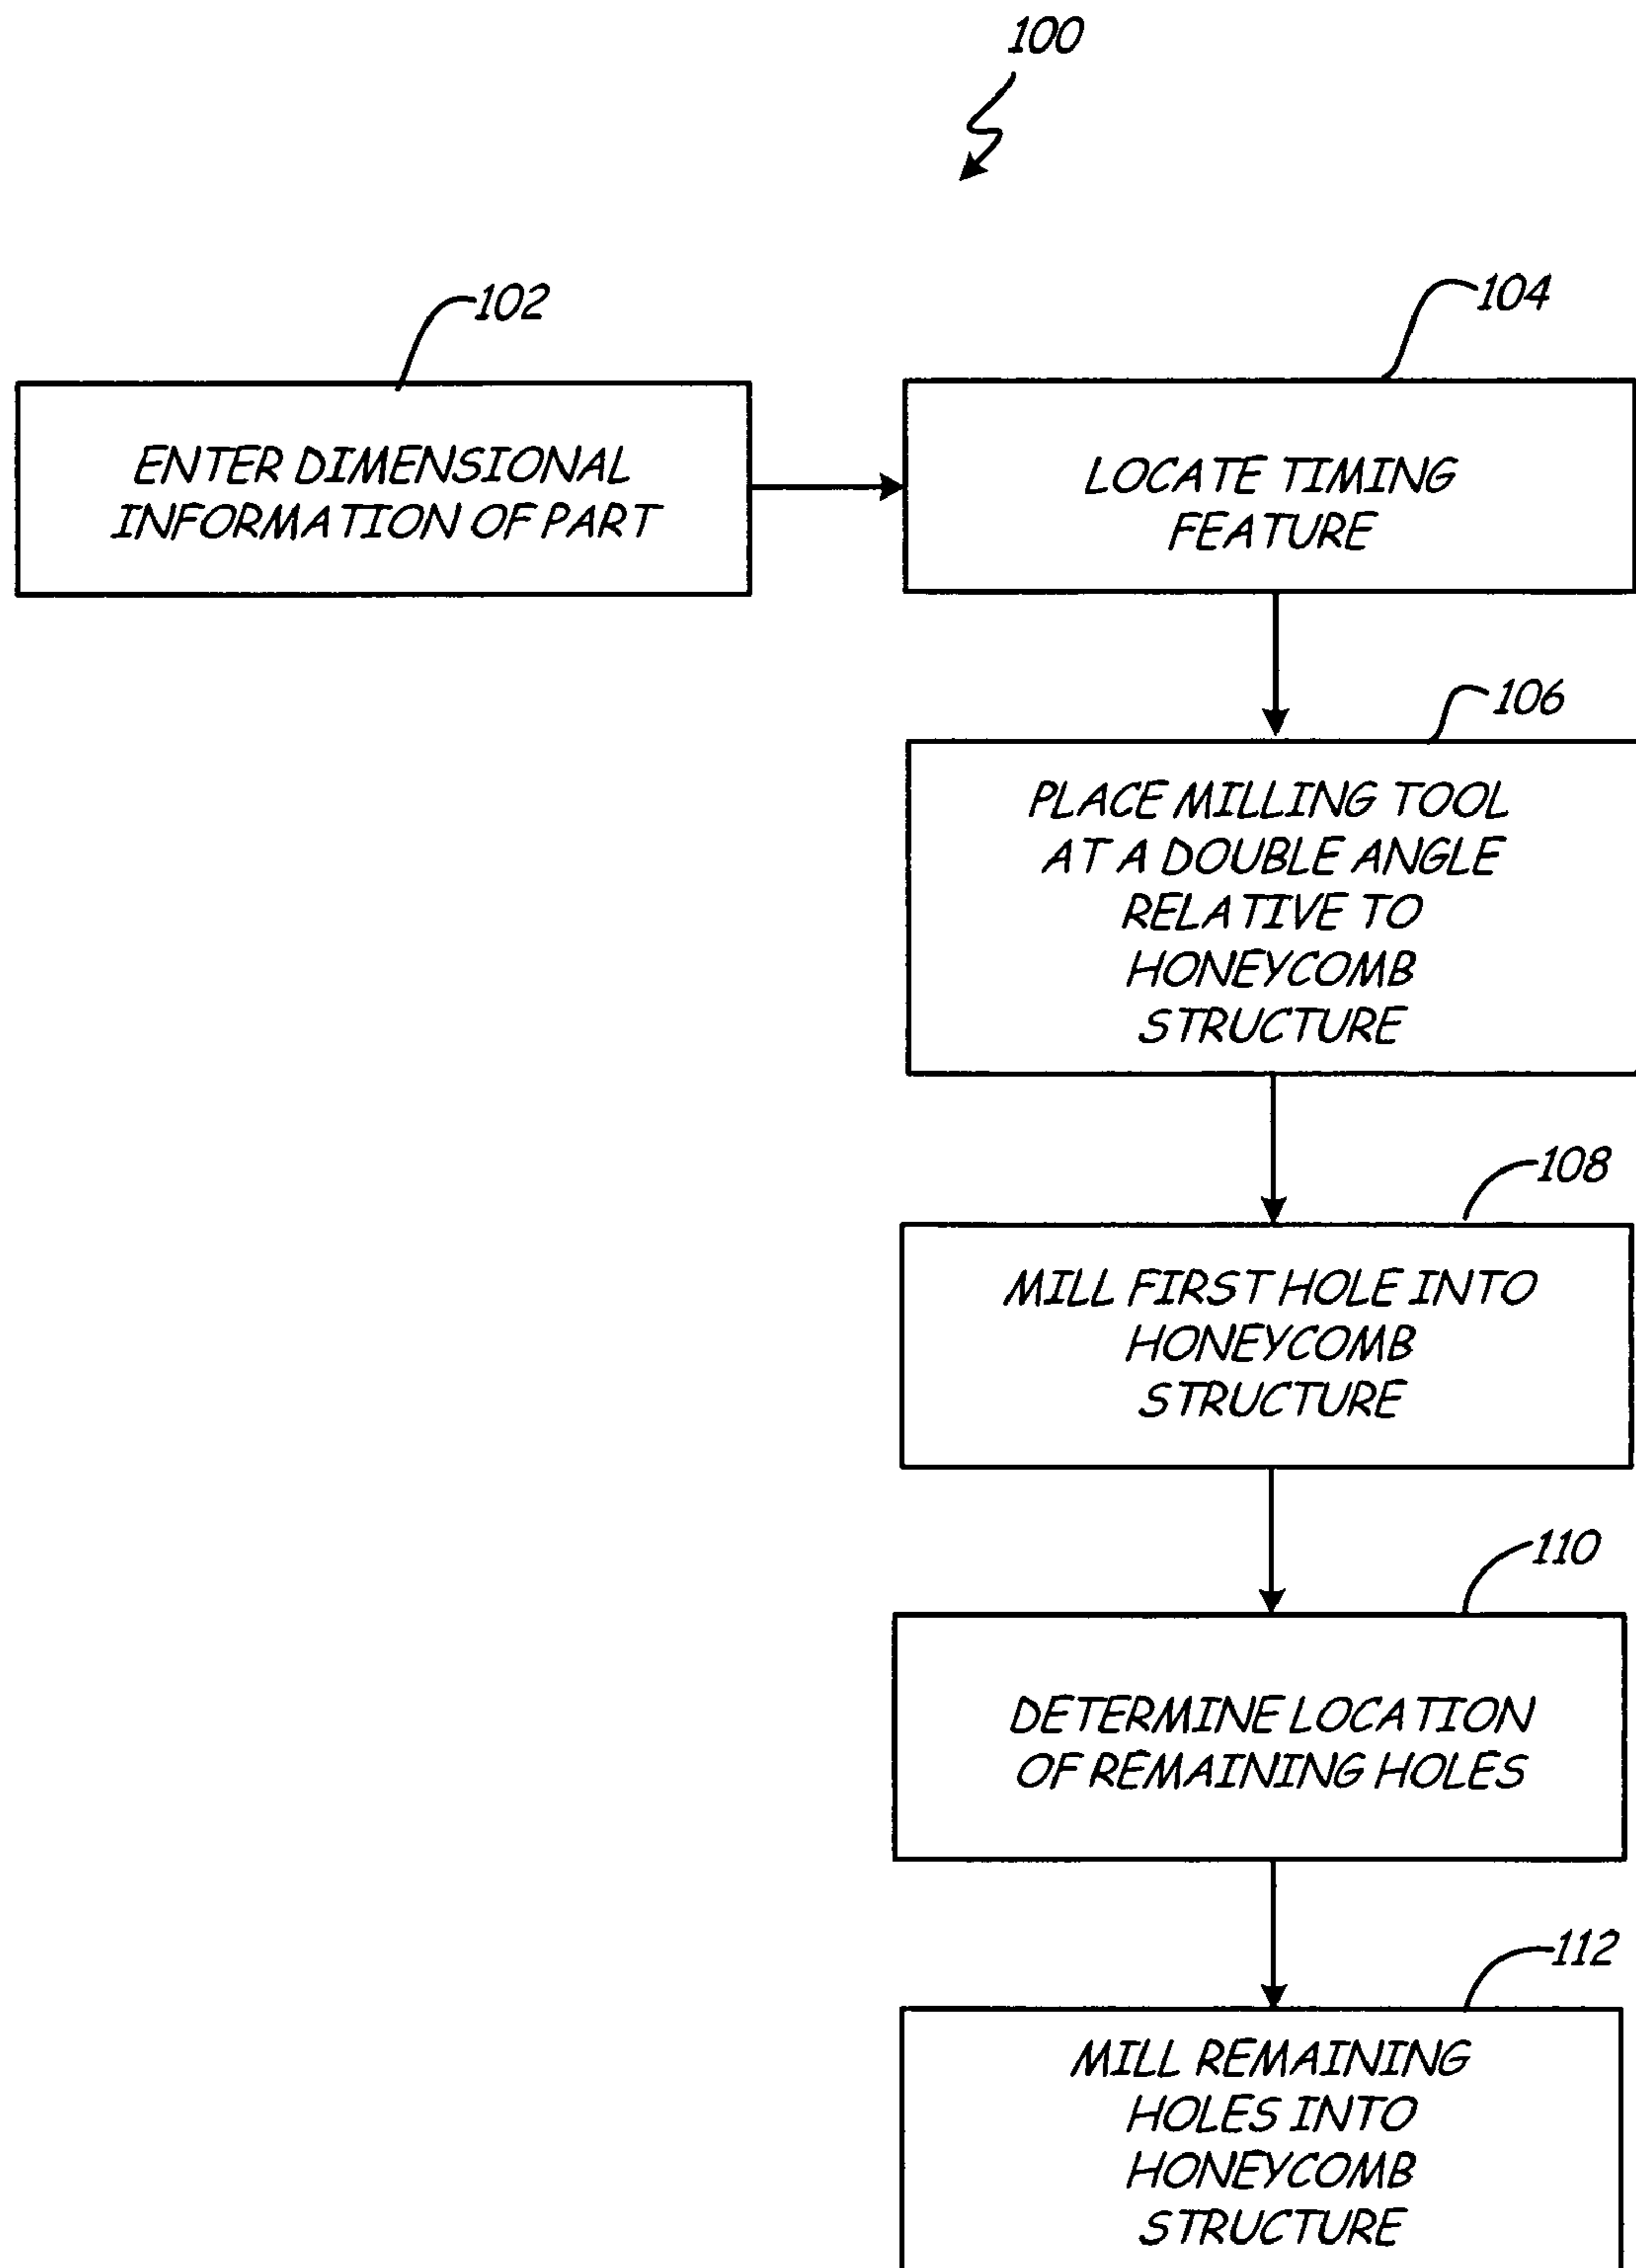 100
102
ENTER DIMENSIONAL
INFORMATION OF PART
104
LOCATE TIMING
FEATURE
106
PLACE MILLING TOOL
AT A DOUBLE ANGLE
RELATIVE TO
HONEYCOMB
STRUCTURE
108
MILL FIRST HOLE INTO
HONEYCOMB
STRUCTURE
110
DETERMINE LOCATION
OF REMAINING HOLES
112
MILL REMAINING
HOLES INTO
HONEYCOMB
STRUCTURE